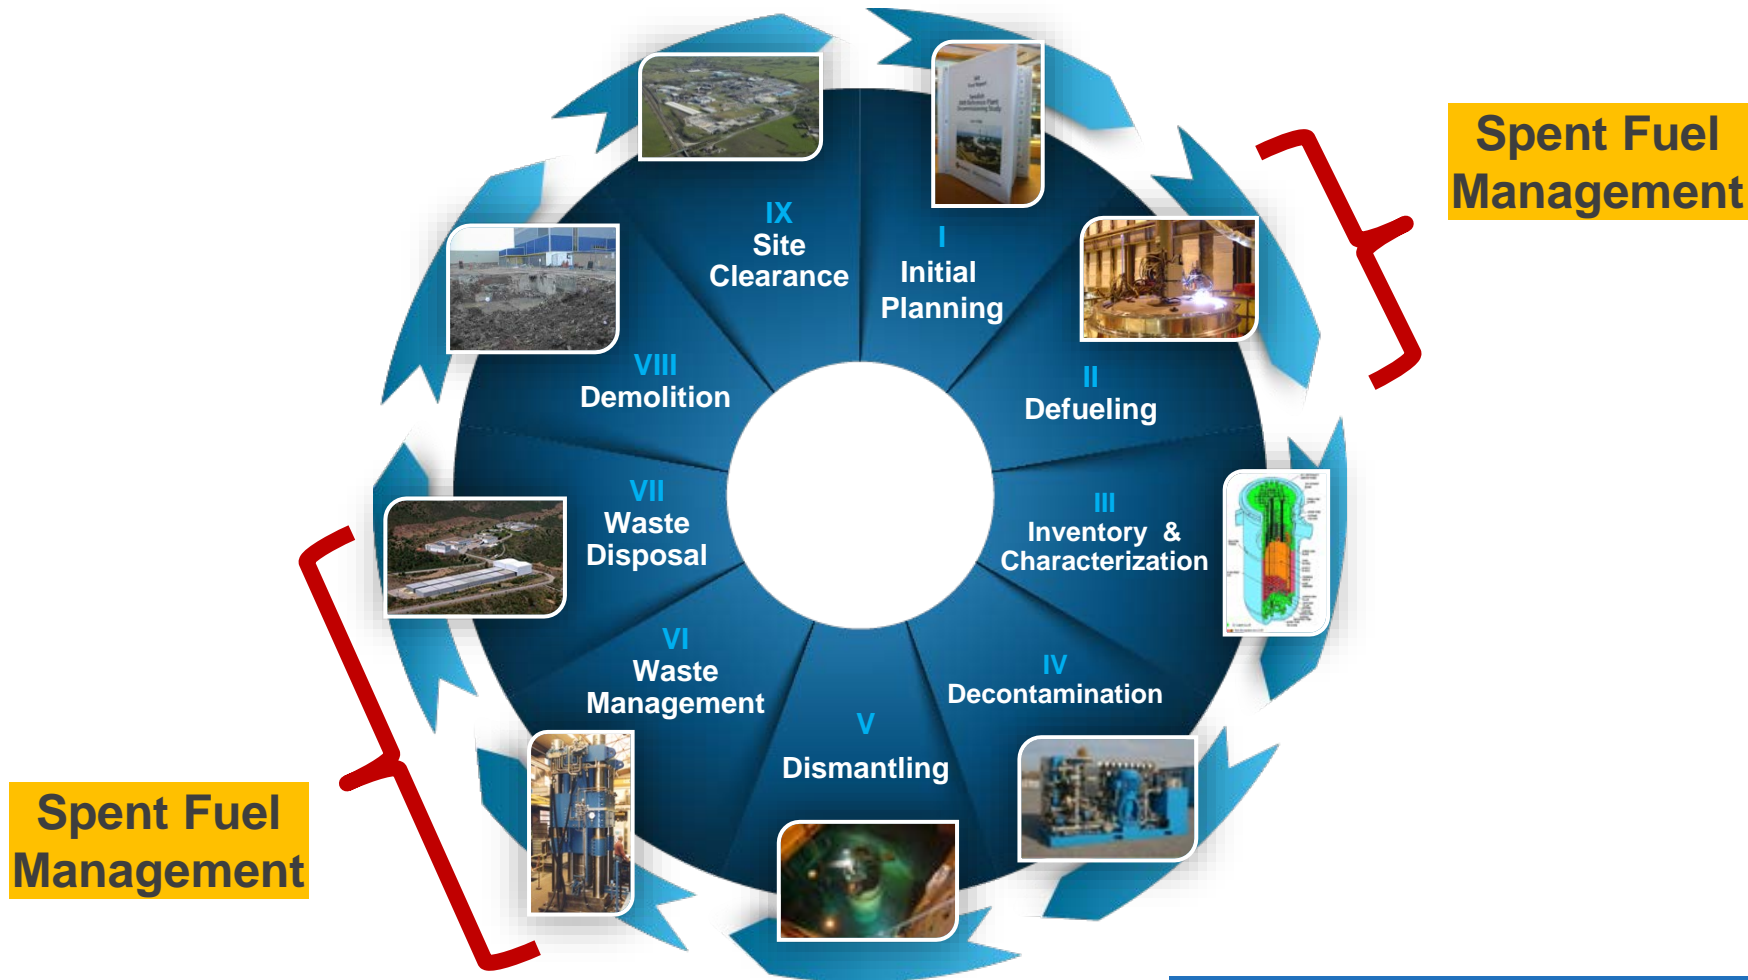 Spent Fuel
Management
I
Initial
Planning
II
Defueling
III
Inventory &
Characterization
IV
Decontamination
V
Dismantling
VI
Waste
Management
VII
Waste
Disposal
VIII
Demolition
IX
Site
Clearance
Spent Fuel
Management